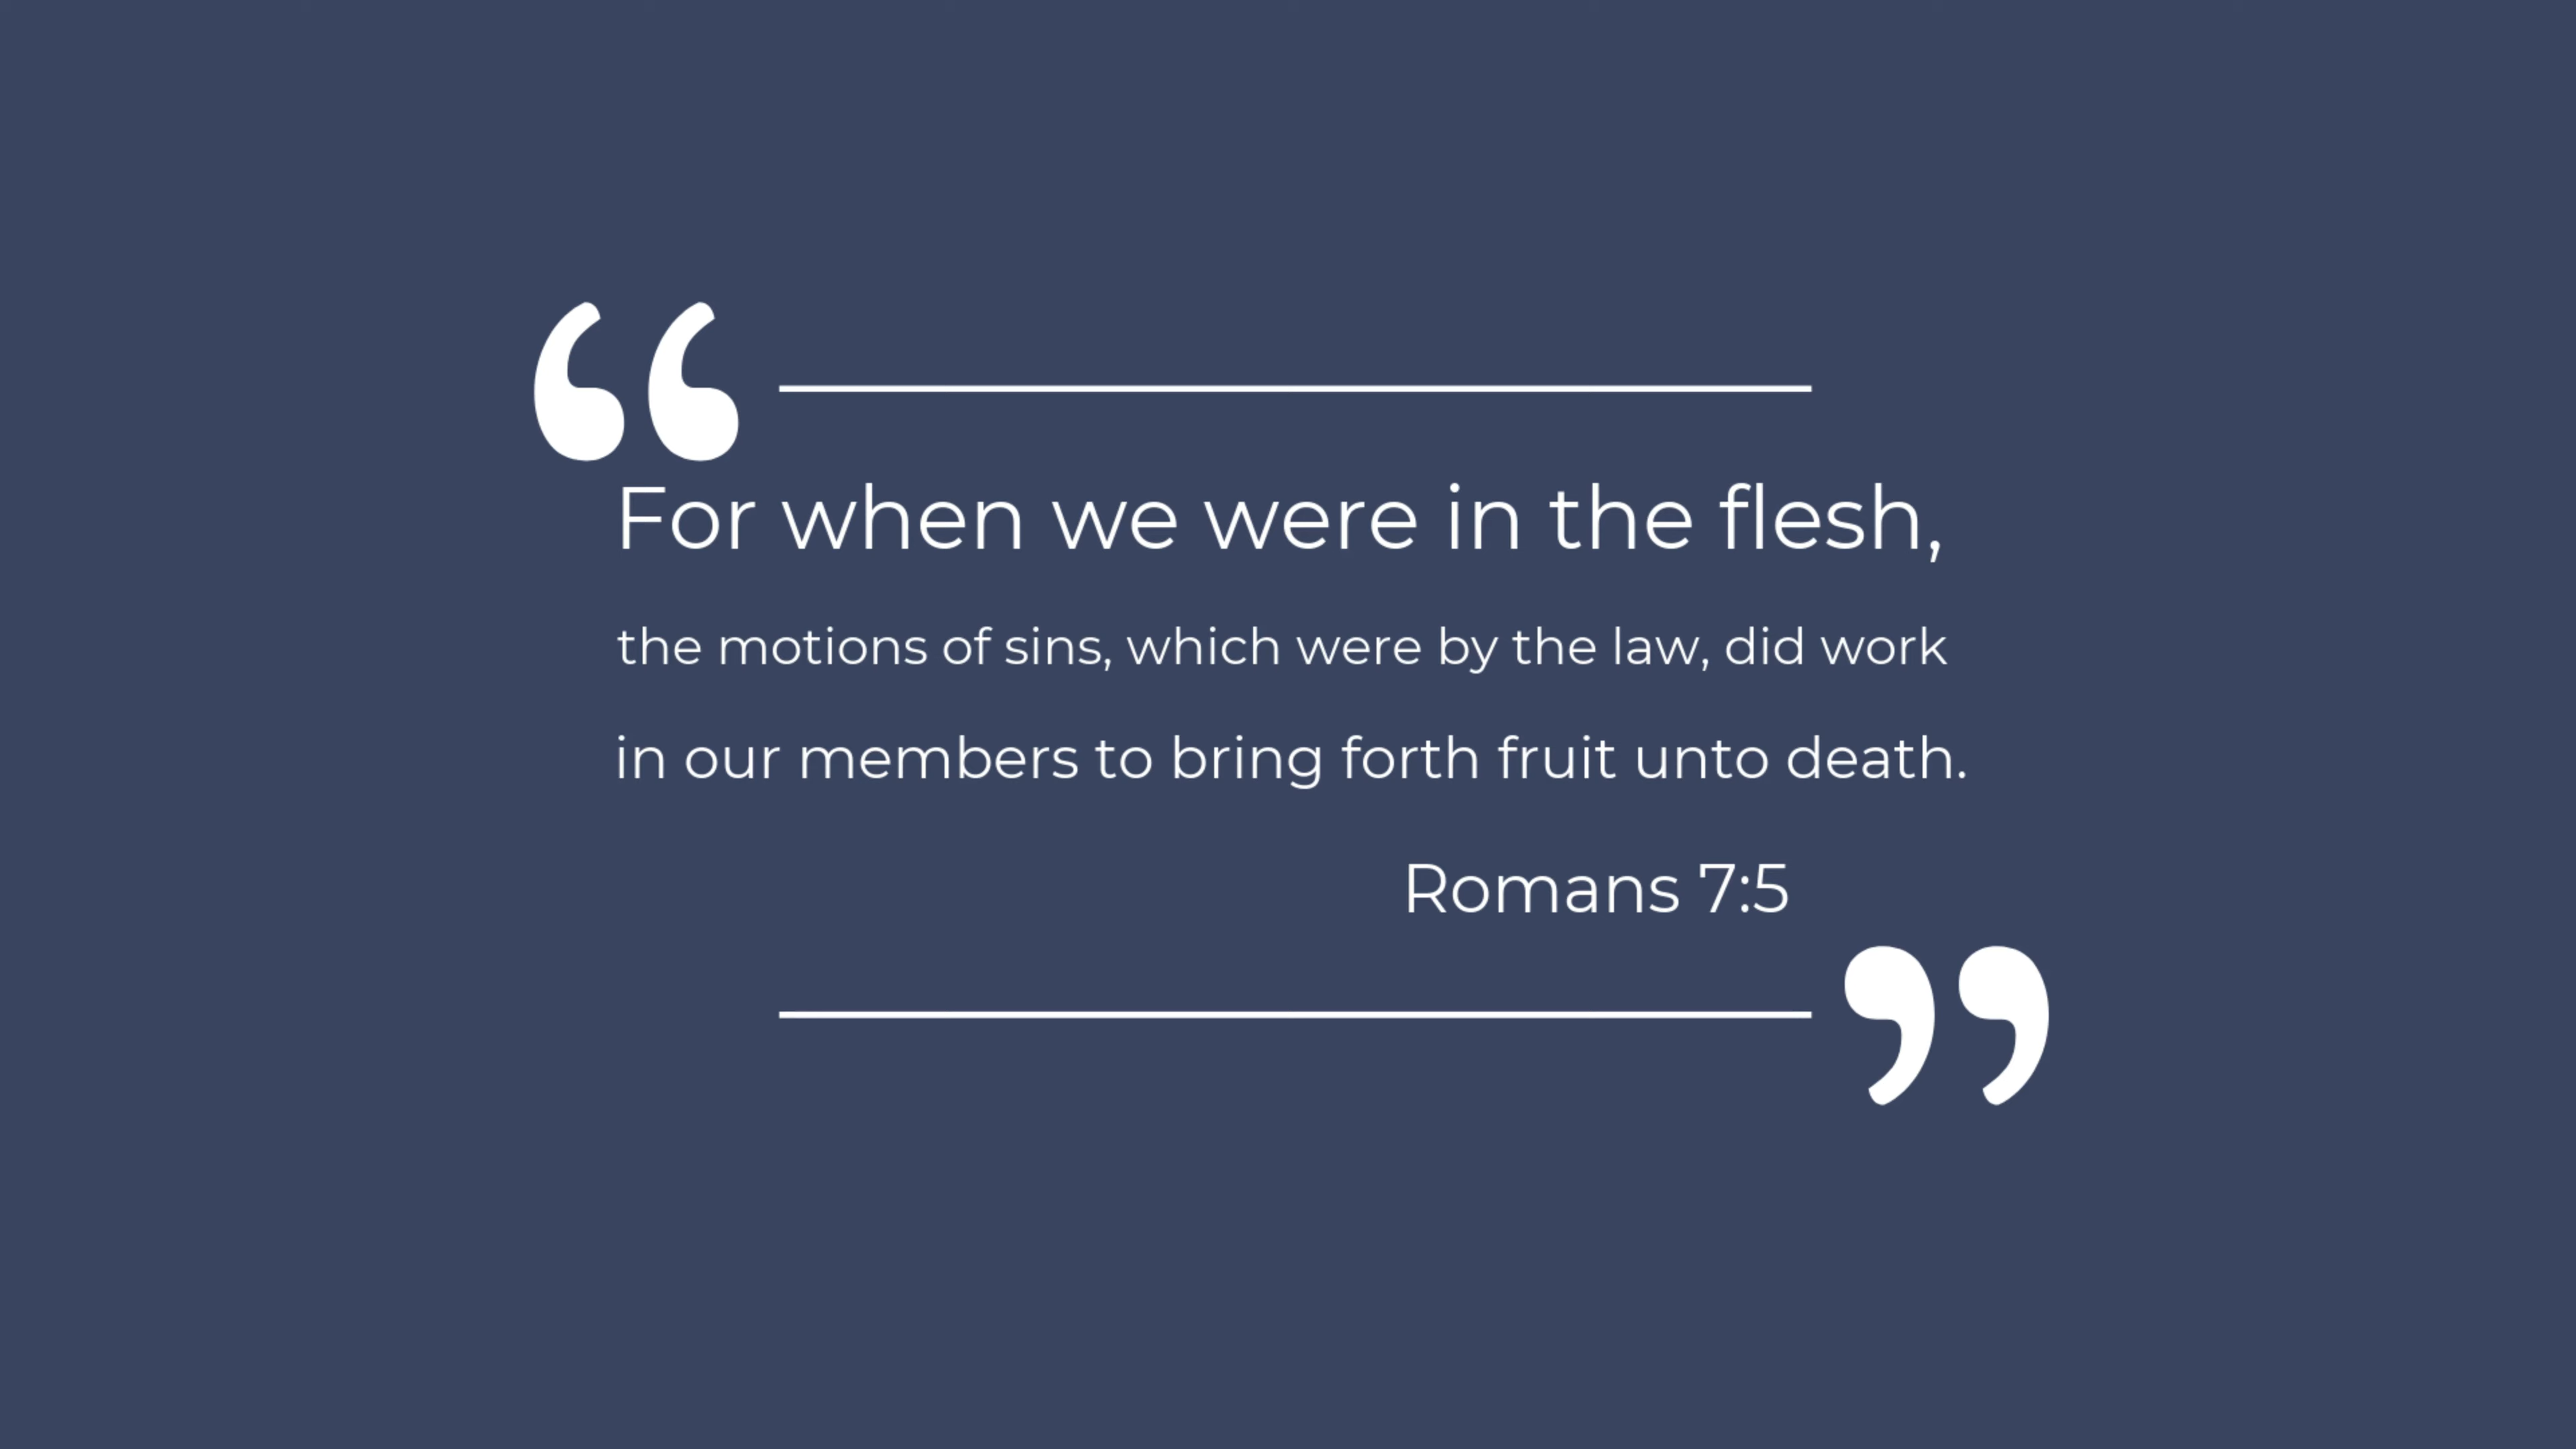 “
For when we were in the flesh,
the motions of sins, which were by the law, did work
in our members to bring forth fruit unto death.
Romans 7:5
”